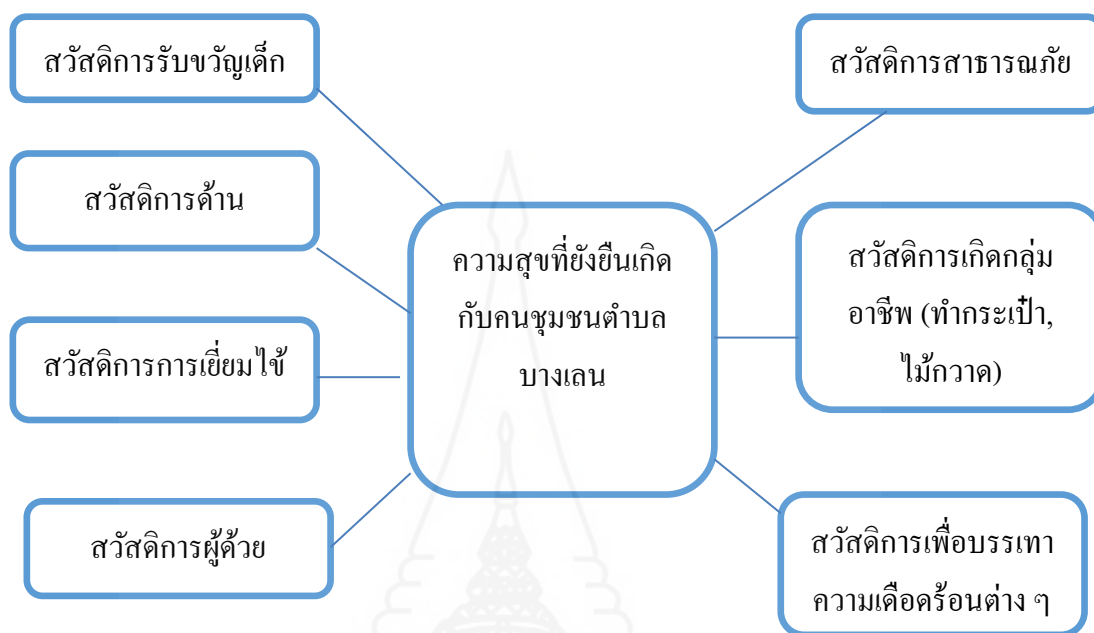 สวัสดิการรับขวัญเด็ก
สวัสดิการด้าน
สวัสดิการการเยี่ยมไข้
สวัสดิการผู้ด้วย
ความสุขที่ยังยืนเกิด
กับคนชุมชนตำบล
บางเลน
สวัสดิการสาธารณภัย
สวัสดิการเกิดกลุ่ม
อาชีพ (ทำกระเป๋า,
ไม้กวาด)
สวัสดิการเพื่อบรรเทา
ความเดือดร้อนต่าง ๆ